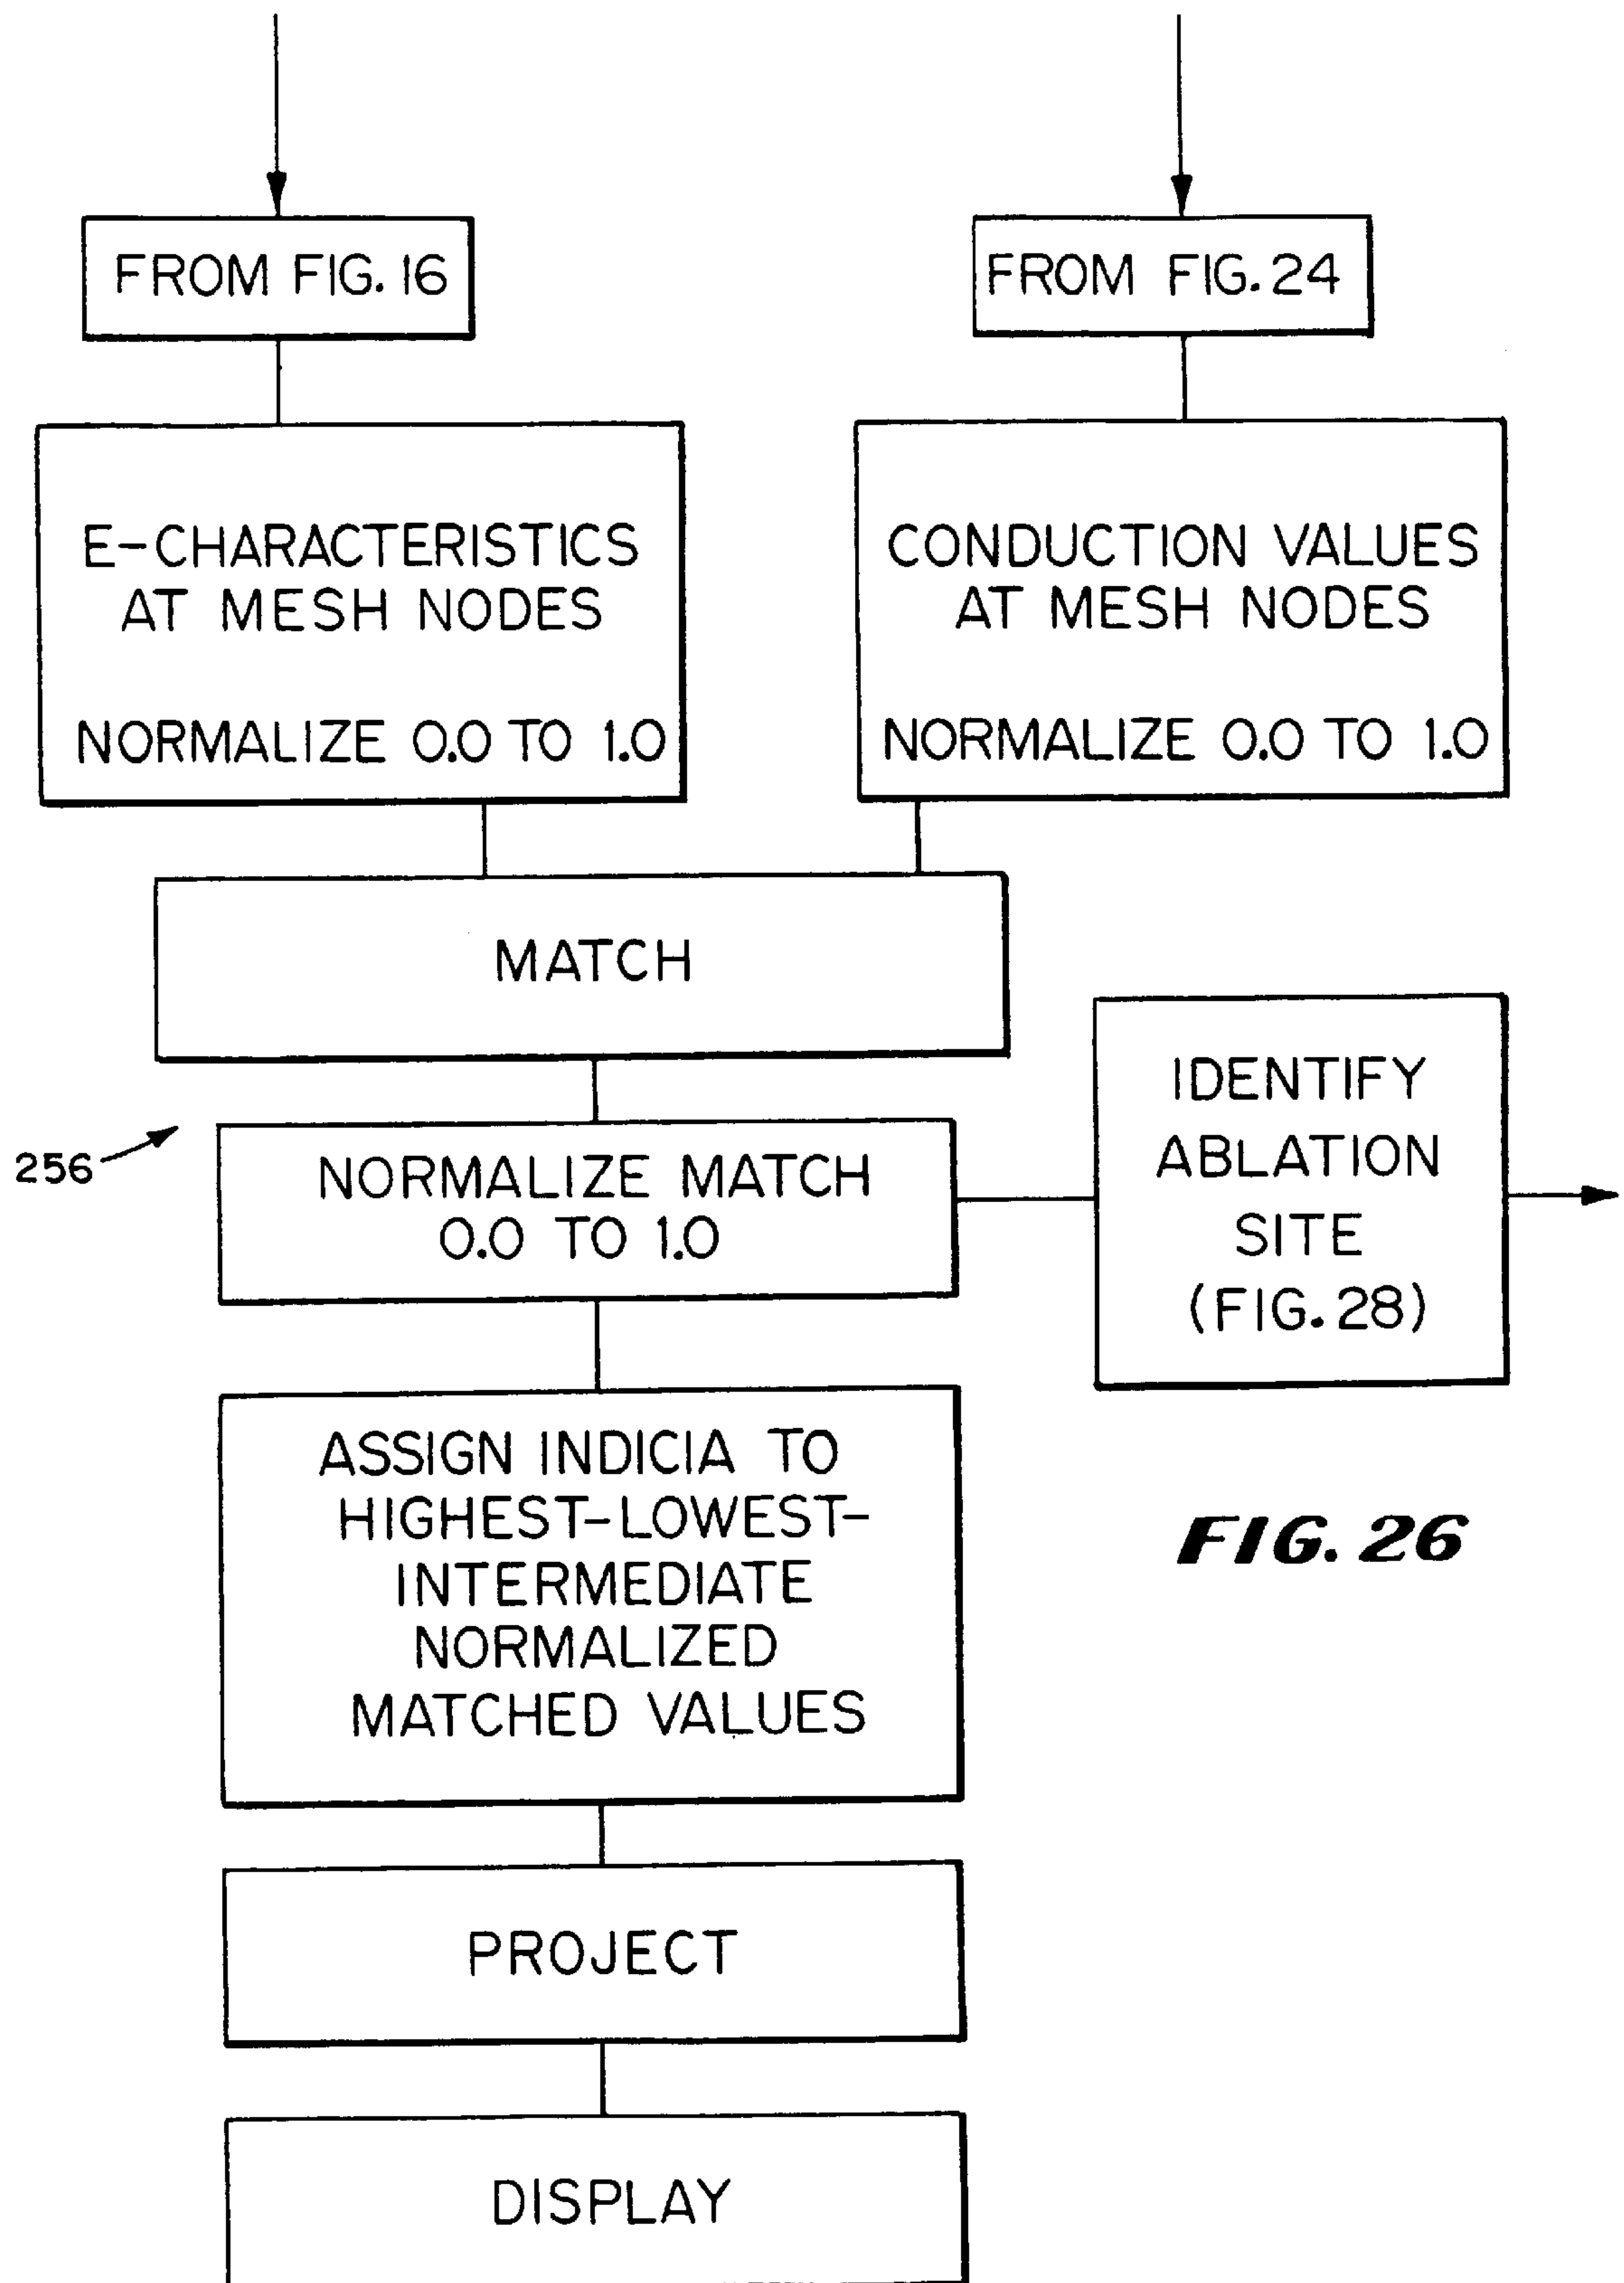 FROM FIG. 16
FROM FIG. 24
E-CHARACTERISTICS
AT MESH NODES
NORMALIZE 0.0 TO 1.0
CONDUCTION VALUES
AT MESH NODES
NORMALIZE 0.0 TO 1.0
MATCH
256
NORMALIZE MATCH
0.0 TO 1.0
IDENTIFY
ABLATION
SITE
(FIG. 28)
ASSIGN INDICIA TO
HIGHEST-LOWEST-
INTERMEDIATE
NORMALIZED
MATCHED VALUES
FIG. 26
PROJECT
DISPLAY